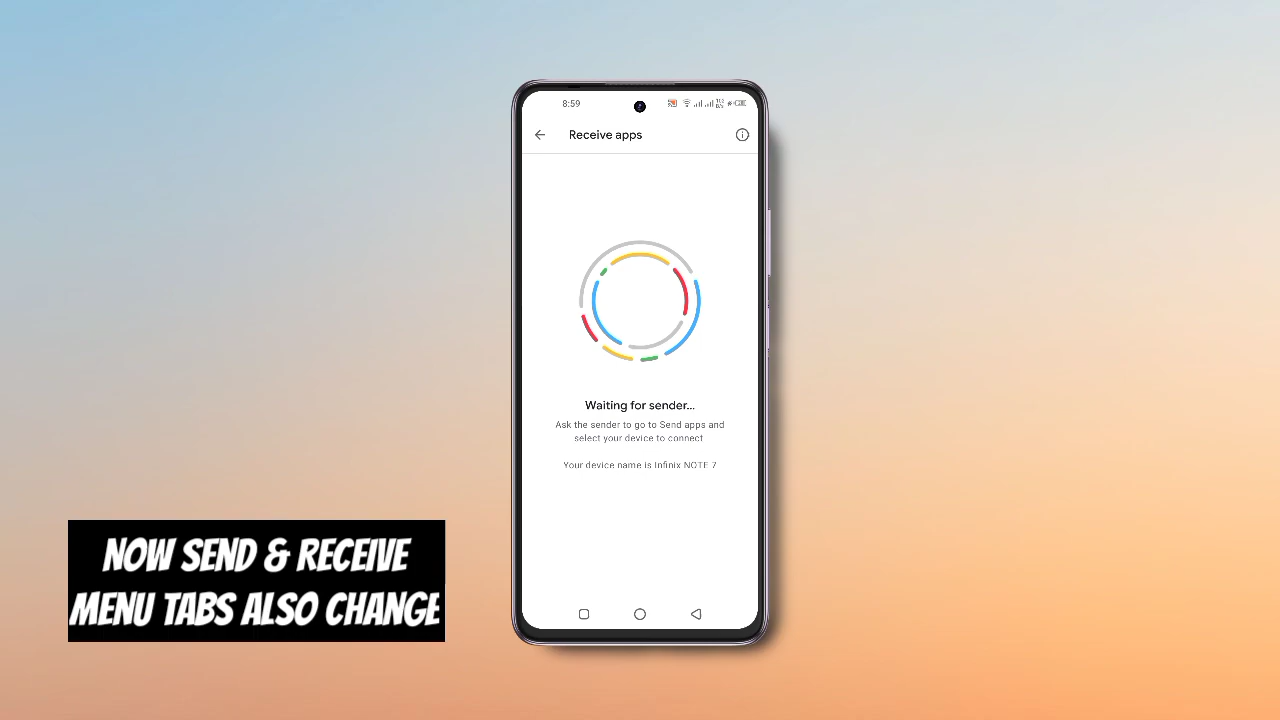 8:59
Receive apps
Waiting for sender...
Ask the sender to go to Send apps and
select your device to connect
Your device name is Infinix NOTE 7
NOW SEND & RECEIVE
MENU TABS ALSO CHANGE